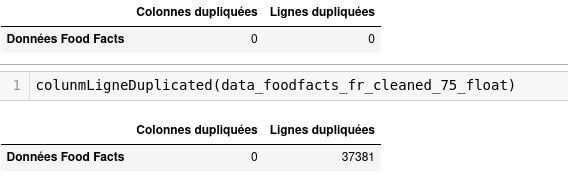 Colonnes dupliquées Lignes dupliquées
Données Food Facts 0 0
1 colunmLigneDuplicated(data_foodfacts_fr_cleaned_75_float)
Colonnes dupliquées Lignes dupliquées
Données Food Facts 0 37381